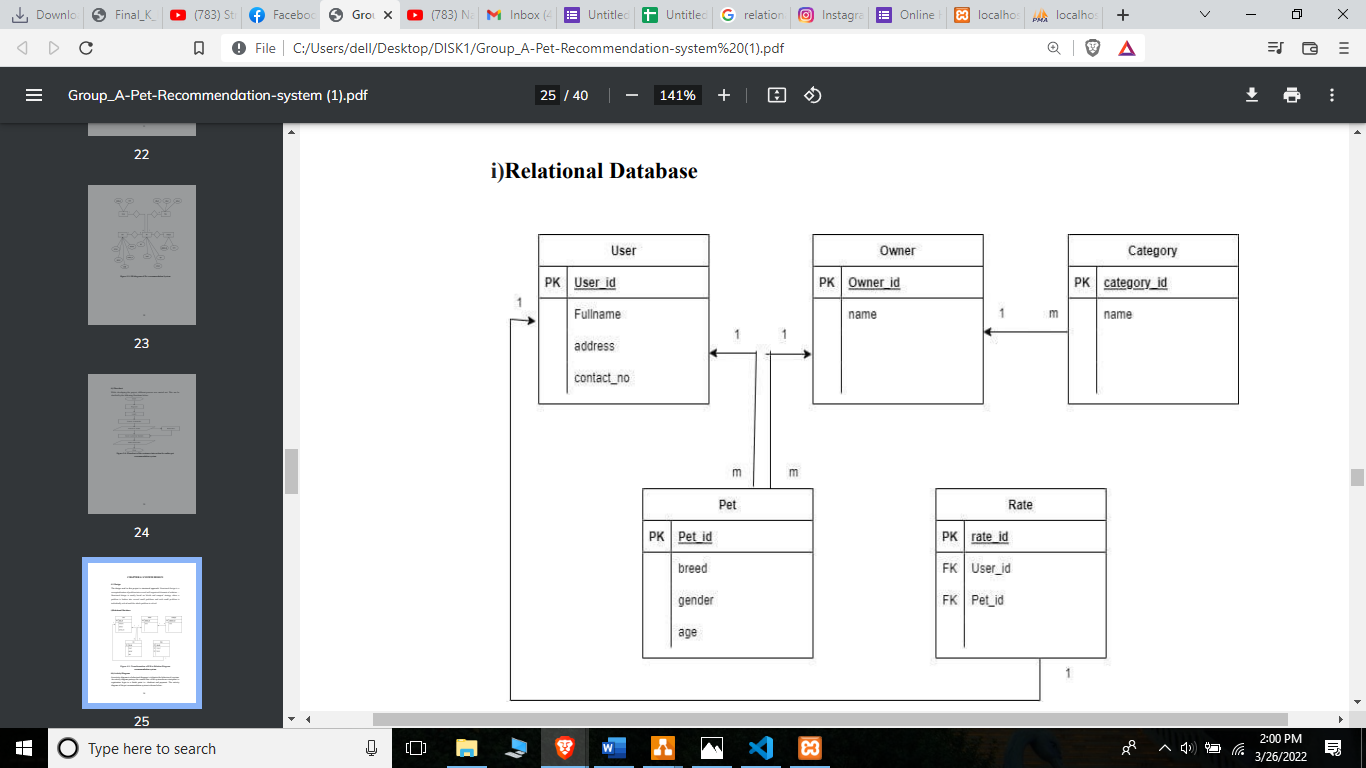 Downlo
Final_K_
(783) St
Faceboo
Grou
(783) Na
Inbox (4
Untitled
Untitled
relation
Instagra
Online
localhos
localhos
File
C:/Users/dell/Desktop/DISK1/Group_A-Pet-Recommendation-system%20(1).pdf
Group_A-Pet-Recommendation-system (1).pdf
25 / 40
141%
22
23
24
25
i)Relational Database
User
PK User_id
Fullname
address
contact_no
Owner
PK Owner_id
name
Category
PK category_id
name
1
1
1
1
m
m
m
Pet
PK Pet_id
breed
gender
age
Rate
PK rate_id
FK User_id
FK Pet_id
1
Type here to search
2:00 PM
3/26/2022